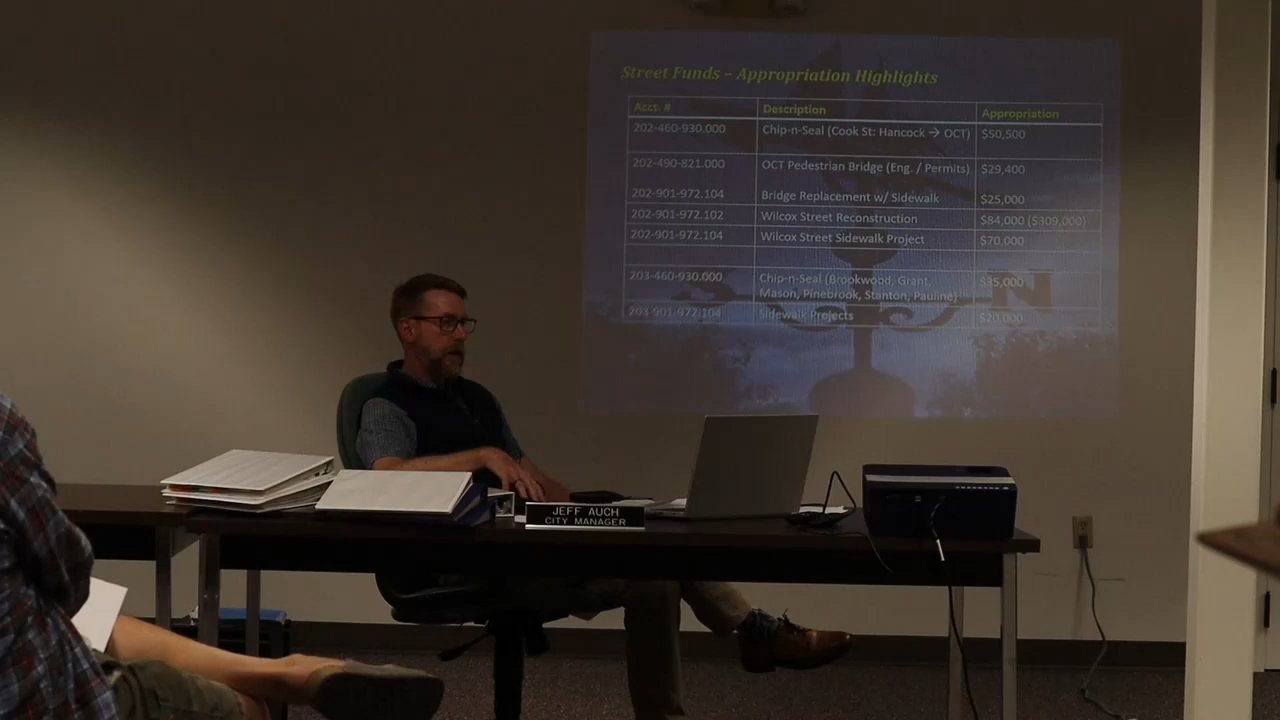 Street Funds – Appropriation Highlights
Acct. # Description Appropriation
202-460-930.000 Chip-n-Seal (Cook St: Hancock → OCT) $50,500
202-490-821.000 OCT Pedestrian Bridge (Eng. / Permits) $29,400
202-901-972.104 Bridge Replacement w/ Sidewalk $25,000
202-901-972.102 Wilcox Street Reconstruction $84,000 ($309,000)
202-901-972.104 Wilcox Street Sidewalk Project $70,000
203-460-930.000 Chip-n-Seal (Brookwood, Grant, $35,000
Mason, Pinebrook, Stanton, Pauline)
203-901-972.104 Sidewalk Projects $20,000
N
JEFF AUCH
CITY MANAGER